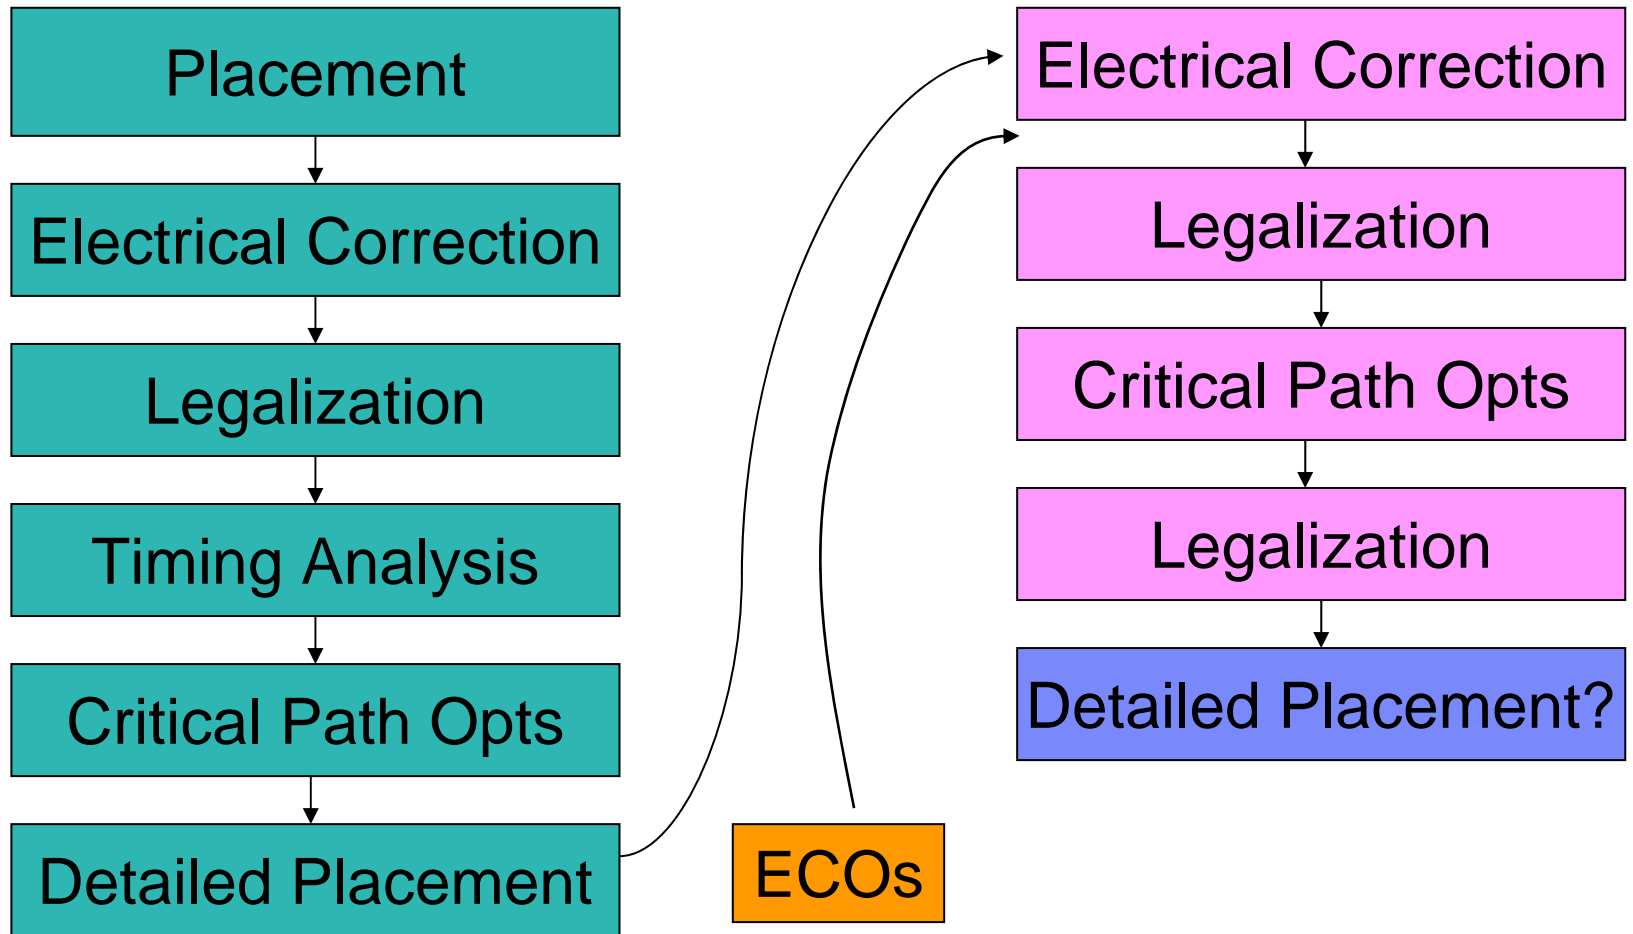 Placement
Electrical Correction
Legalization
Timing Analysis
Critical Path Opts
Detailed Placement
ECOs
Electrical Correction
Legalization
Critical Path Opts
Legalization
Detailed Placement?